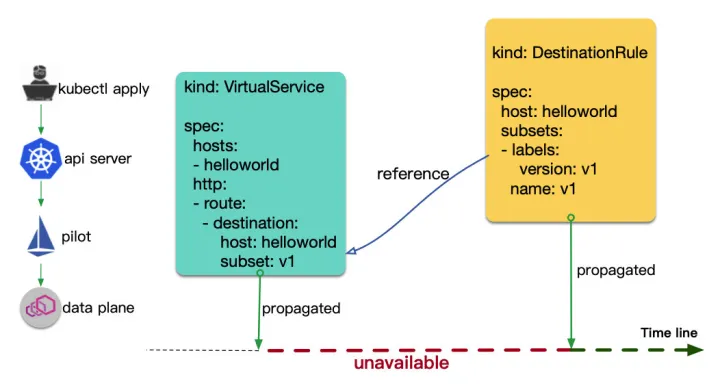 kubectl apply
api server
pilot
data plane
kind: VirtualService
spec:
hosts:
- helloworld
http:
- route:
- destination:
host: helloworld
subset: v1
propagated
reference
kind: DestinationRule
spec:
host: helloworld
subsets:
- labels:
version: v1
name: v1
propagated
Time line
unavailable